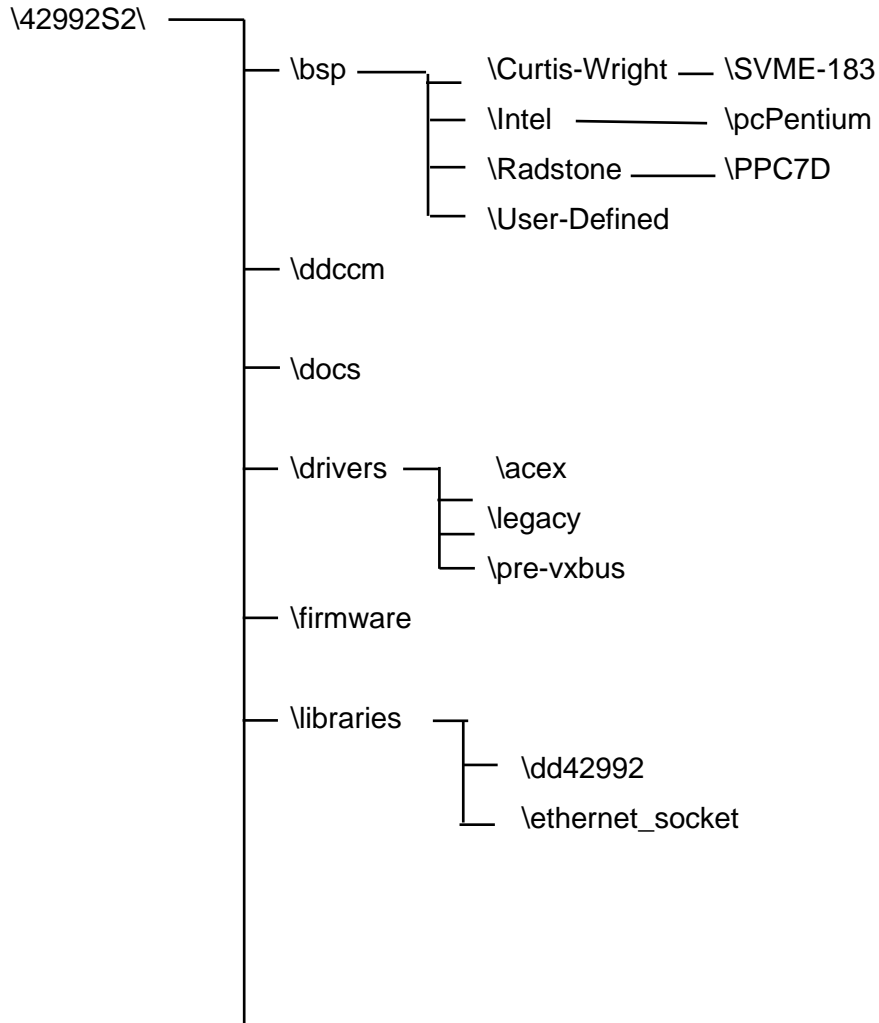 \42992S2\
\bsp \Curtis-Wright \SVME-183
\Intel \pcPentium
\Radstone \PPC7D
\User-Defined
\ddccm
\docs
\drivers \acex
\legacy
\pre-vxbus
\firmware
\libraries
\dd42992
\ethernet_socket